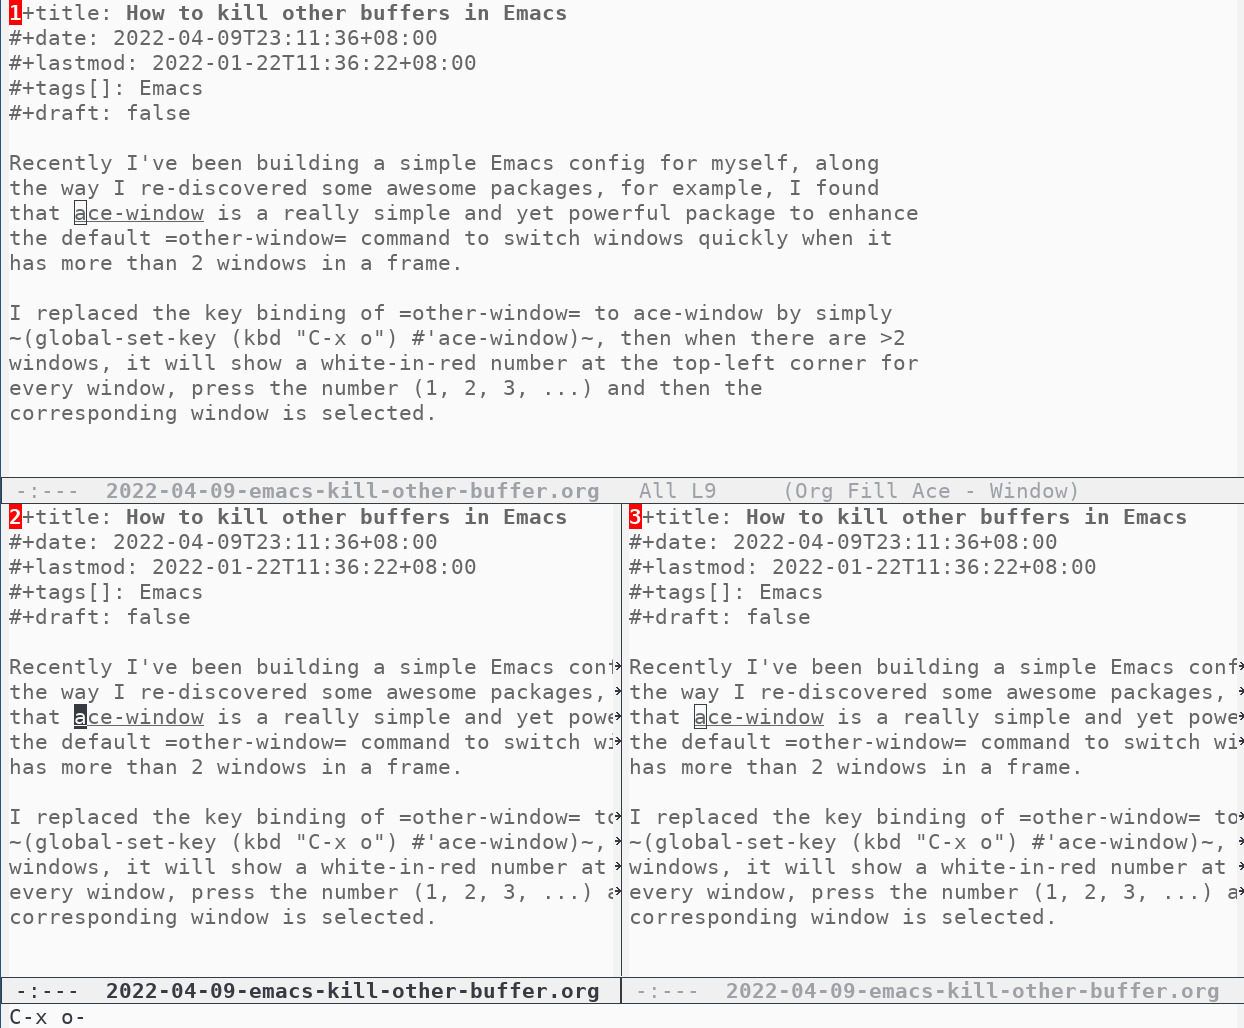 1+title: How to kill other buffers in Emacs
#+date: 2022-04-09T23:11:36+08:00
#+lastmod: 2022-01-22T11:36:22+08:00
#+tags[]: Emacs
#+draft: false
Recently I've been building a simple Emacs config for myself, along
the way I re-discovered some awesome packages, for example, I found
that ace-window is a really simple and yet powerful package to enhance
the default =other-window= command to switch windows quickly when it
has more than 2 windows in a frame.
I replaced the key binding of =other-window= to ace-window by simply
~(global-set-key (kbd "C-x o") #'ace-window)~, then when there are >2
windows, it will show a white-in-red number at the top-left corner for
every window, press the number (1, 2, 3, ...) and then the
corresponding window is selected.
-:---  2022-04-09-emacs-kill-other-buffer.org   All L9     (Org Fill Ace - Window)
2+title: How to kill other buffers in Emacs
#+date: 2022-04-09T23:11:36+08:00
#+lastmod: 2022-01-22T11:36:22+08:00
#+tags[]: Emacs
#+draft: false
Recently I've been building a simple Emacs conf
the way I re-discovered some awesome packages,
that ace-window is a really simple and yet powe
the default =other-window= command to switch wi
has more than 2 windows in a frame.
I replaced the key binding of =other-window= to
~(global-set-key (kbd "C-x o") #'ace-window)~,
windows, it will show a white-in-red number at
every window, press the number (1, 2, 3, ...) a
corresponding window is selected.
-:---  2022-04-09-emacs-kill-other-buffer.org
3+title: How to kill other buffers in Emacs
#+date: 2022-04-09T23:11:36+08:00
#+lastmod: 2022-01-22T11:36:22+08:00
#+tags[]: Emacs
#+draft: false
Recently I've been building a simple Emacs conf
the way I re-discovered some awesome packages,
that ace-window is a really simple and yet powe
the default =other-window= command to switch wi
has more than 2 windows in a frame.
I replaced the key binding of =other-window= to
~(global-set-key (kbd "C-x o") #'ace-window)~,
windows, it will show a white-in-red number at
every window, press the number (1, 2, 3, ...) a
corresponding window is selected.
-:---  2022-04-09-emacs-kill-other-buffer.org
C-x o-